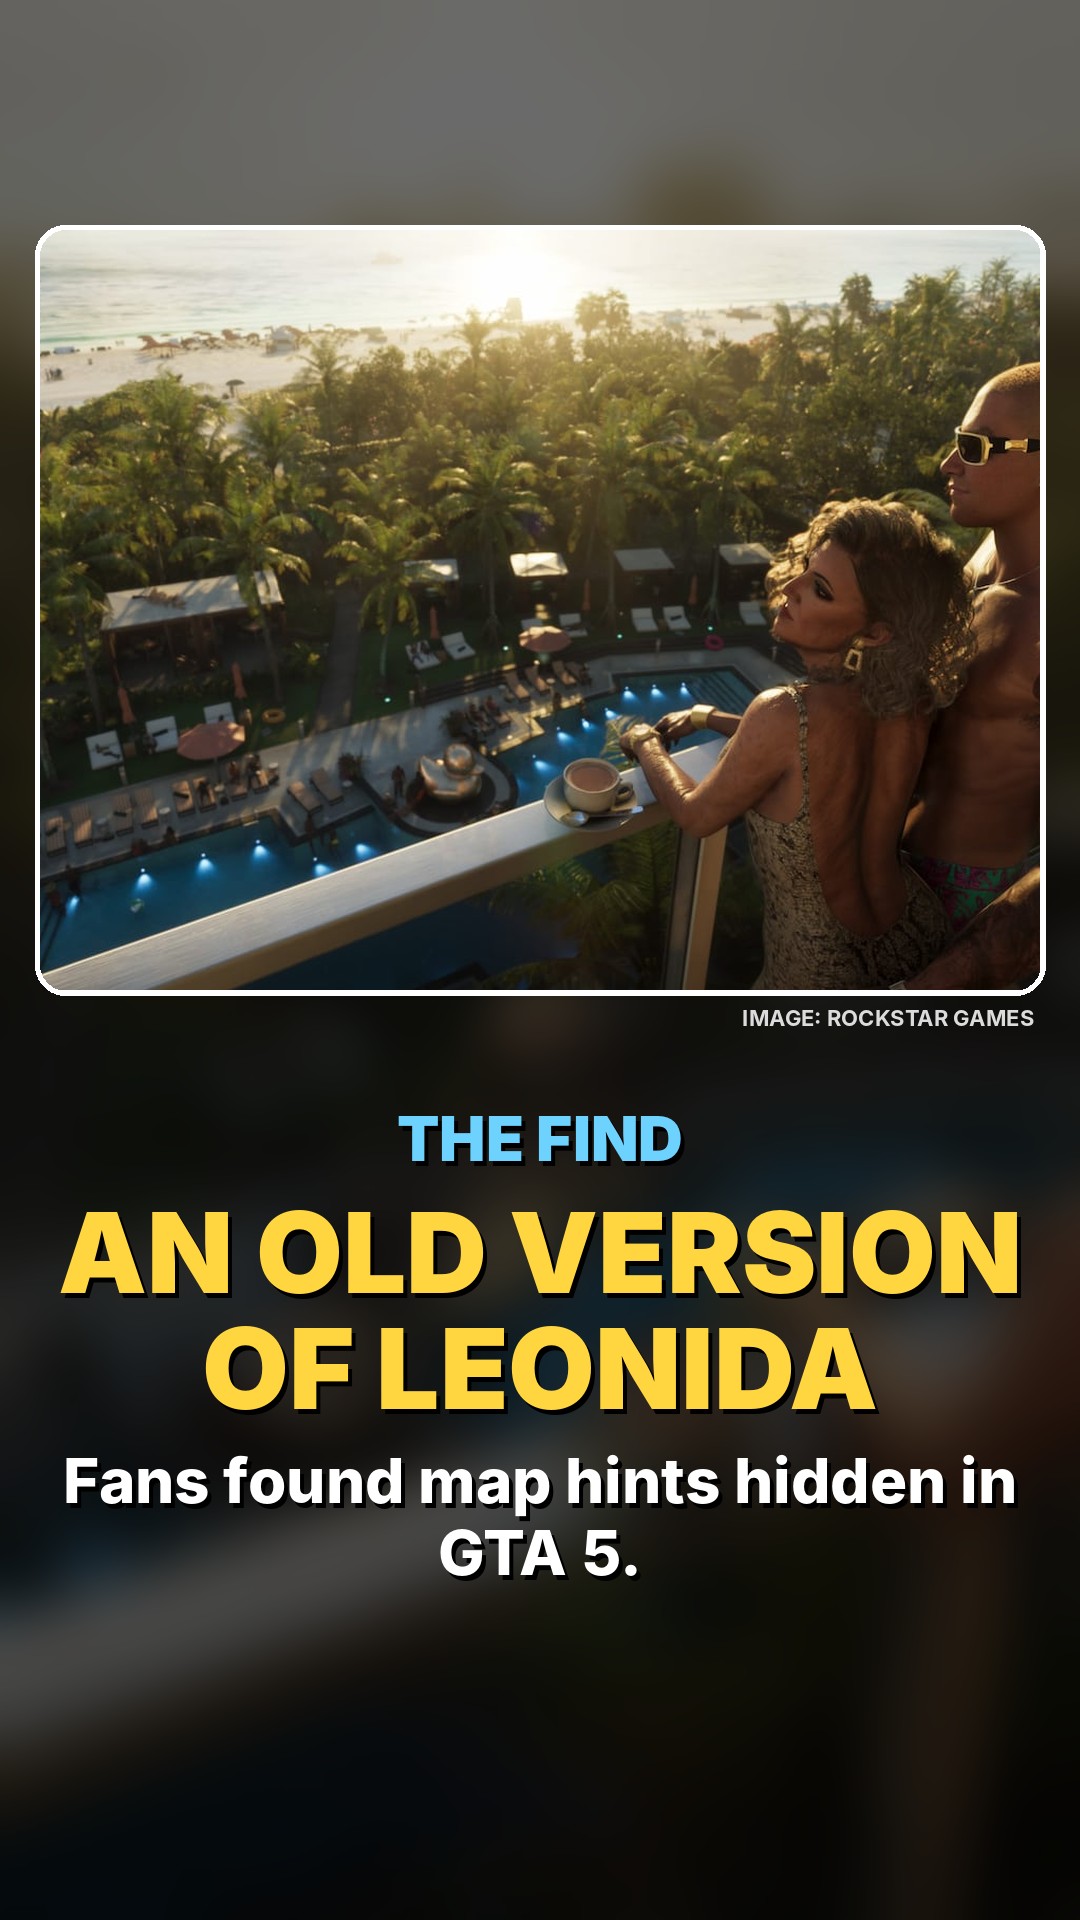 IMAGE: ROCKSTAR GAMES
THE FIND
AN OLD VERSION
OF LEONIDA
Fans found map hints hidden in
GTA 5.